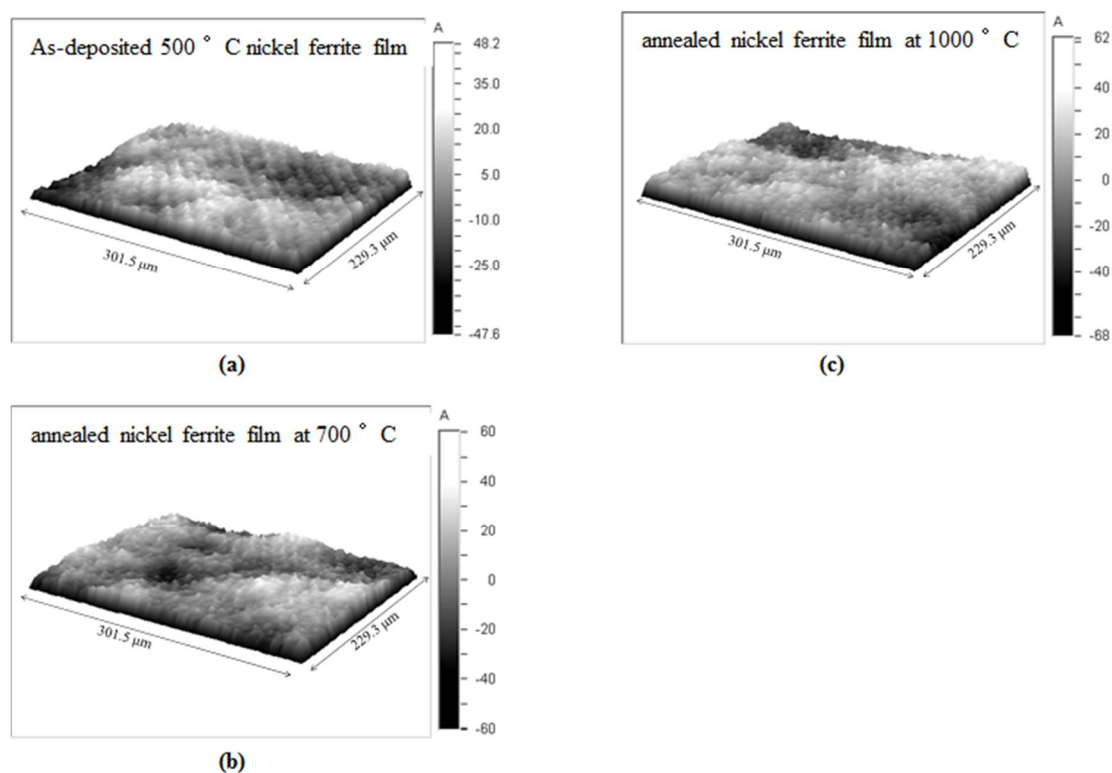 As-deposited 500 ° C nickel ferrite film
A
48.2
35.0
20.0
5.0
-10.0
-25.0
-47.6
301.5 µm
229.3 µm
(a)
annealed nickel ferrite film at 1000 ° C
A
62
40
20
0
-20
-40
-68
301.5 µm
229.3 µm
(c)
annealed nickel ferrite film at 700 ° C
A
60
40
20
0
-20
-40
-60
301.5 µm
229.3 µm
(b)